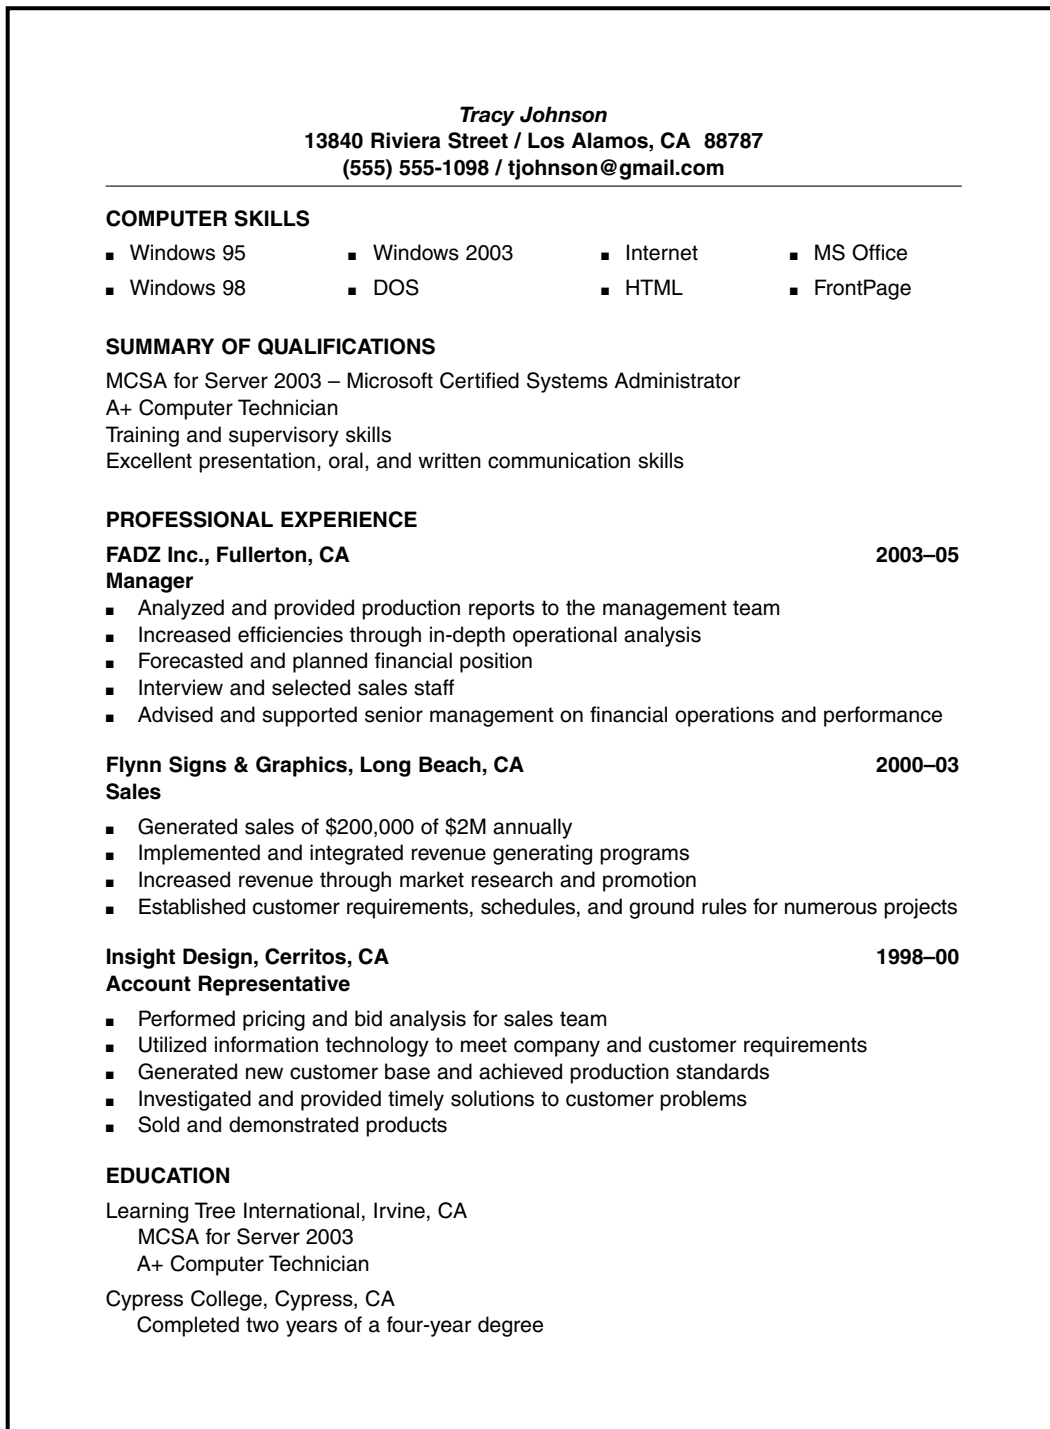 Tracy Johnson
13840 Riviera Street / Los Alamos, CA 88787
(555) 555-1098 / tjohnson@gmail.com
COMPUTER SKILLS
▪ Windows 95 ▪ Windows 2003 ▪ Internet ▪ MS Office
▪ Windows 98 ▪ DOS ▪ HTML ▪ FrontPage
SUMMARY OF QUALIFICATIONS
MCSA for Server 2003 – Microsoft Certified Systems Administrator
A+ Computer Technician
Training and supervisory skills
Excellent presentation, oral, and written communication skills
PROFESSIONAL EXPERIENCE
FADZ Inc., Fullerton, CA 2003–05
Manager
▪ Analyzed and provided production reports to the management team
▪ Increased efficiencies through in-depth operational analysis
▪ Forecasted and planned financial position
▪ Interview and selected sales staff
▪ Advised and supported senior management on financial operations and performance
Flynn Signs & Graphics, Long Beach, CA 2000–03
Sales
▪ Generated sales of $200,000 of $2M annually
▪ Implemented and integrated revenue generating programs
▪ Increased revenue through market research and promotion
▪ Established customer requirements, schedules, and ground rules for numerous projects
Insight Design, Cerritos, CA 1998–00
Account Representative
▪ Performed pricing and bid analysis for sales team
▪ Utilized information technology to meet company and customer requirements
▪ Generated new customer base and achieved production standards
▪ Investigated and provided timely solutions to customer problems
▪ Sold and demonstrated products
EDUCATION
Learning Tree International, Irvine, CA
MCSA for Server 2003
A+ Computer Technician
Cypress College, Cypress, CA
Completed two years of a four-year degree